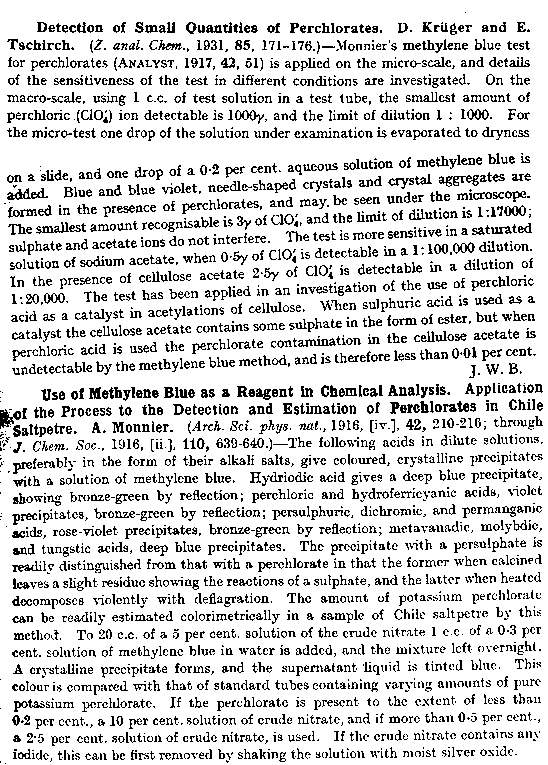 Detection of Small Quantities of Perchlorates. D. Krüger and E.
Tschirch. (Z. anal. Chem., 1931, 85, 171-176.)—Monnier's methylene blue test
for perchlorates (ANALYST, 1917, 42, 51) is applied on the micro-scale, and details
of the sensitiveness of the test in different conditions are investigated. On the
macro-scale, using 1 c.c. of test solution in a test tube, the smallest amount of
perchloric (ClO₄′) ion detectable is 1000γ, and the limit of dilution 1 : 1000. For
the micro-test one drop of the solution under examination is evaporated to dryness
on a slide, and one drop of a 0·2 per cent. aqueous solution of methylene blue is
added. Blue and blue violet, needle-shaped crystals and crystal aggregates are
formed in the presence of perchlorates, and may be seen under the microscope.
The smallest amount recognisable is 3γ of ClO₄′, and the limit of dilution is 1:17000;
sulphate and acetate ions do not interfere. The test is more sensitive in a saturated
solution of sodium acetate, when 0·5γ of ClO₄′ is detectable in a 1:100,000 dilution.
In the presence of cellulose acetate 2·5γ of ClO₄′ is detectable in a dilution of
1:20,000. The test has been applied in an investigation of the use of perchloric
acid as a catalyst in acetylations of cellulose. When sulphuric acid is used as a
catalyst the cellulose acetate contains some sulphate in the form of ester, but when
perchloric acid is used the perchlorate contamination in the cellulose acetate is
undetectable by the methylene blue method, and is therefore less than 0·01 per cent.
J. W. B.
Use of Methylene Blue as a Reagent in Chemical Analysis. Application
of the Process to the Detection and Estimation of Perchlorates in Chile
Saltpetre. A. Monnier. (Arch. Sci. phys. nat., 1916, [iv.], 42, 210-216; through
J. Chem. Soc., 1916, [ii.], 110, 639-640.)—The following acids in dilute solutions,
preferably in the form of their alkali salts, give coloured, crystalline precipitates
with a solution of methylene blue. Hydriodic acid gives a deep blue precipitate,
showing bronze-green by reflection; perchloric and hydroferricyanic acids, violet
precipitates, bronze-green by reflection; persulphuric, dichromic, and permanganic
acids, rose-violet precipitates, bronze-green by reflection; metavanadic, molybdic,
and tungstic acids, deep blue precipitates. The precipitate with a persulphate is
readily distinguished from that with a perchlorate in that the former when calcined
leaves a slight residue showing the reactions of a sulphate, and the latter when heated
decomposes violently with deflagration. The amount of potassium perchlorate
can be readily estimated colorimetrically in a sample of Chile saltpetre by this
method. To 20 c.c. of a 5 per cent. solution of the crude nitrate 1 c.c. of a 0·3 per
cent. solution of methylene blue in water is added, and the mixture left overnight.
A crystalline precipitate forms, and the supernatant liquid is tinted blue. This
colour is compared with that of standard tubes containing varying amounts of pure
potassium perchlorate. If the perchlorate is present to the extent of less than
0·2 per cent., a 10 per cent. solution of crude nitrate, and if more than 0·5 per cent.,
a 2·5 per cent. solution of crude nitrate, is used. If the crude nitrate contains any
iodide, this can be first removed by shaking the solution with moist silver oxide.